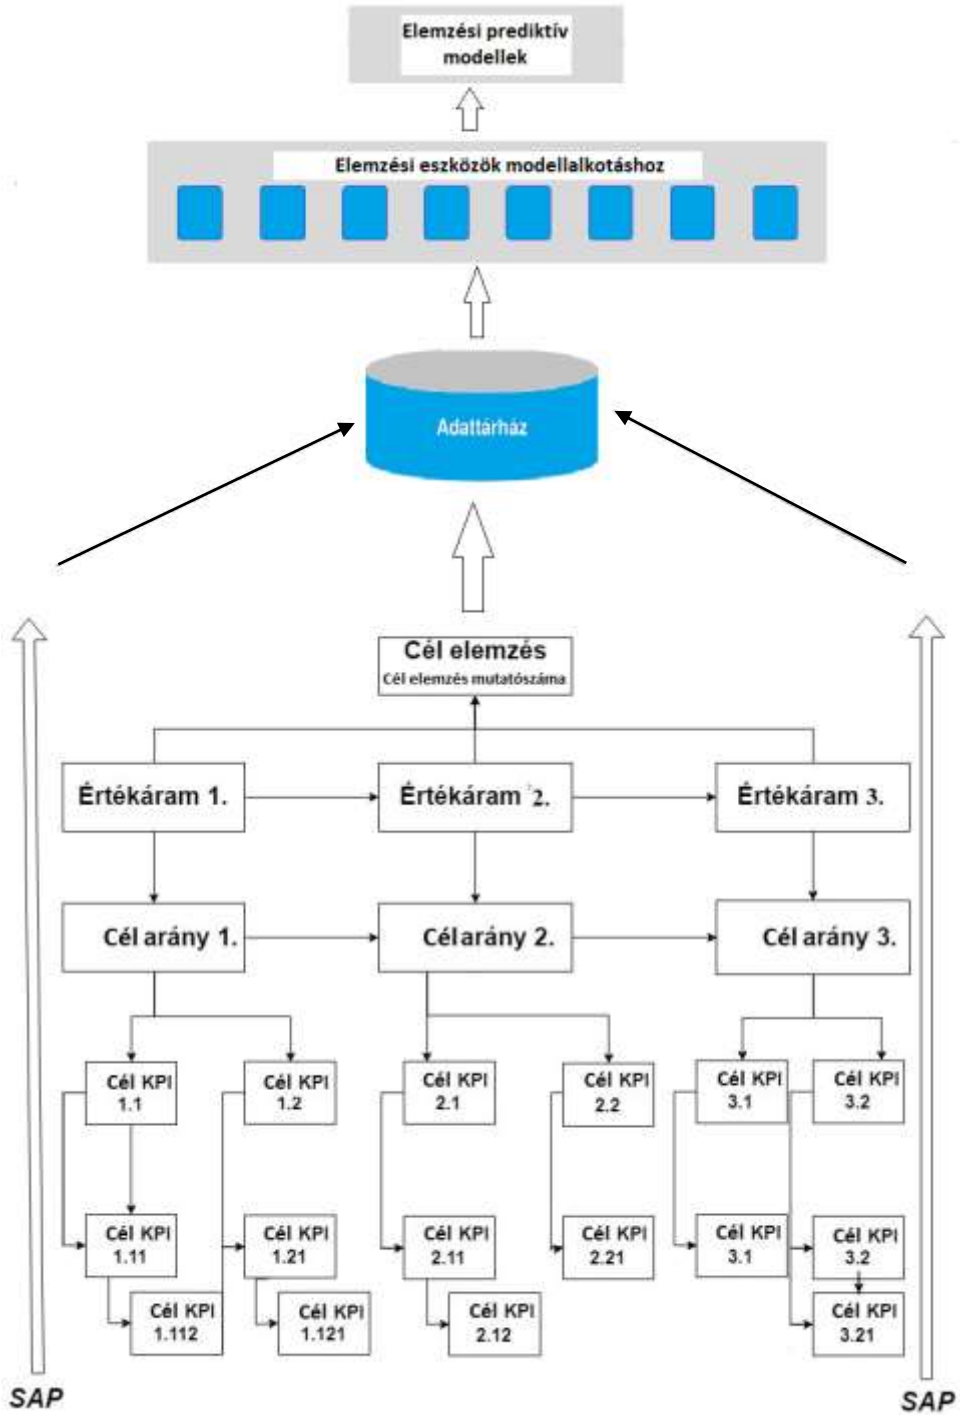 Elemzési prediktív
modellek
Elemzési eszközök modellalkotáshoz
Adattárház
Cél elemzés
Cél elemzés mutatószáma
Értékáram 1.
Értékáram 2.
Értékáram 3.
Cél arány 1.
Cél arány 2.
Cél arány 3.
Cél KPI
1.1
Cél KPI
1.2
Cél KPI
2.1
Cél KPI
2.2
Cél KPI
3.1
Cél KPI
3.2
Cél KPI
1.11
Cél KPI
1.21
Cél KPI
2.11
Cél KPI
2.21
Cél KPI
3.1
Cél KPI
3.2
Cél KPI
1.112
Cél KPI
1.121
Cél KPI
2.12
Cél KPI
3.21
SAP
SAP